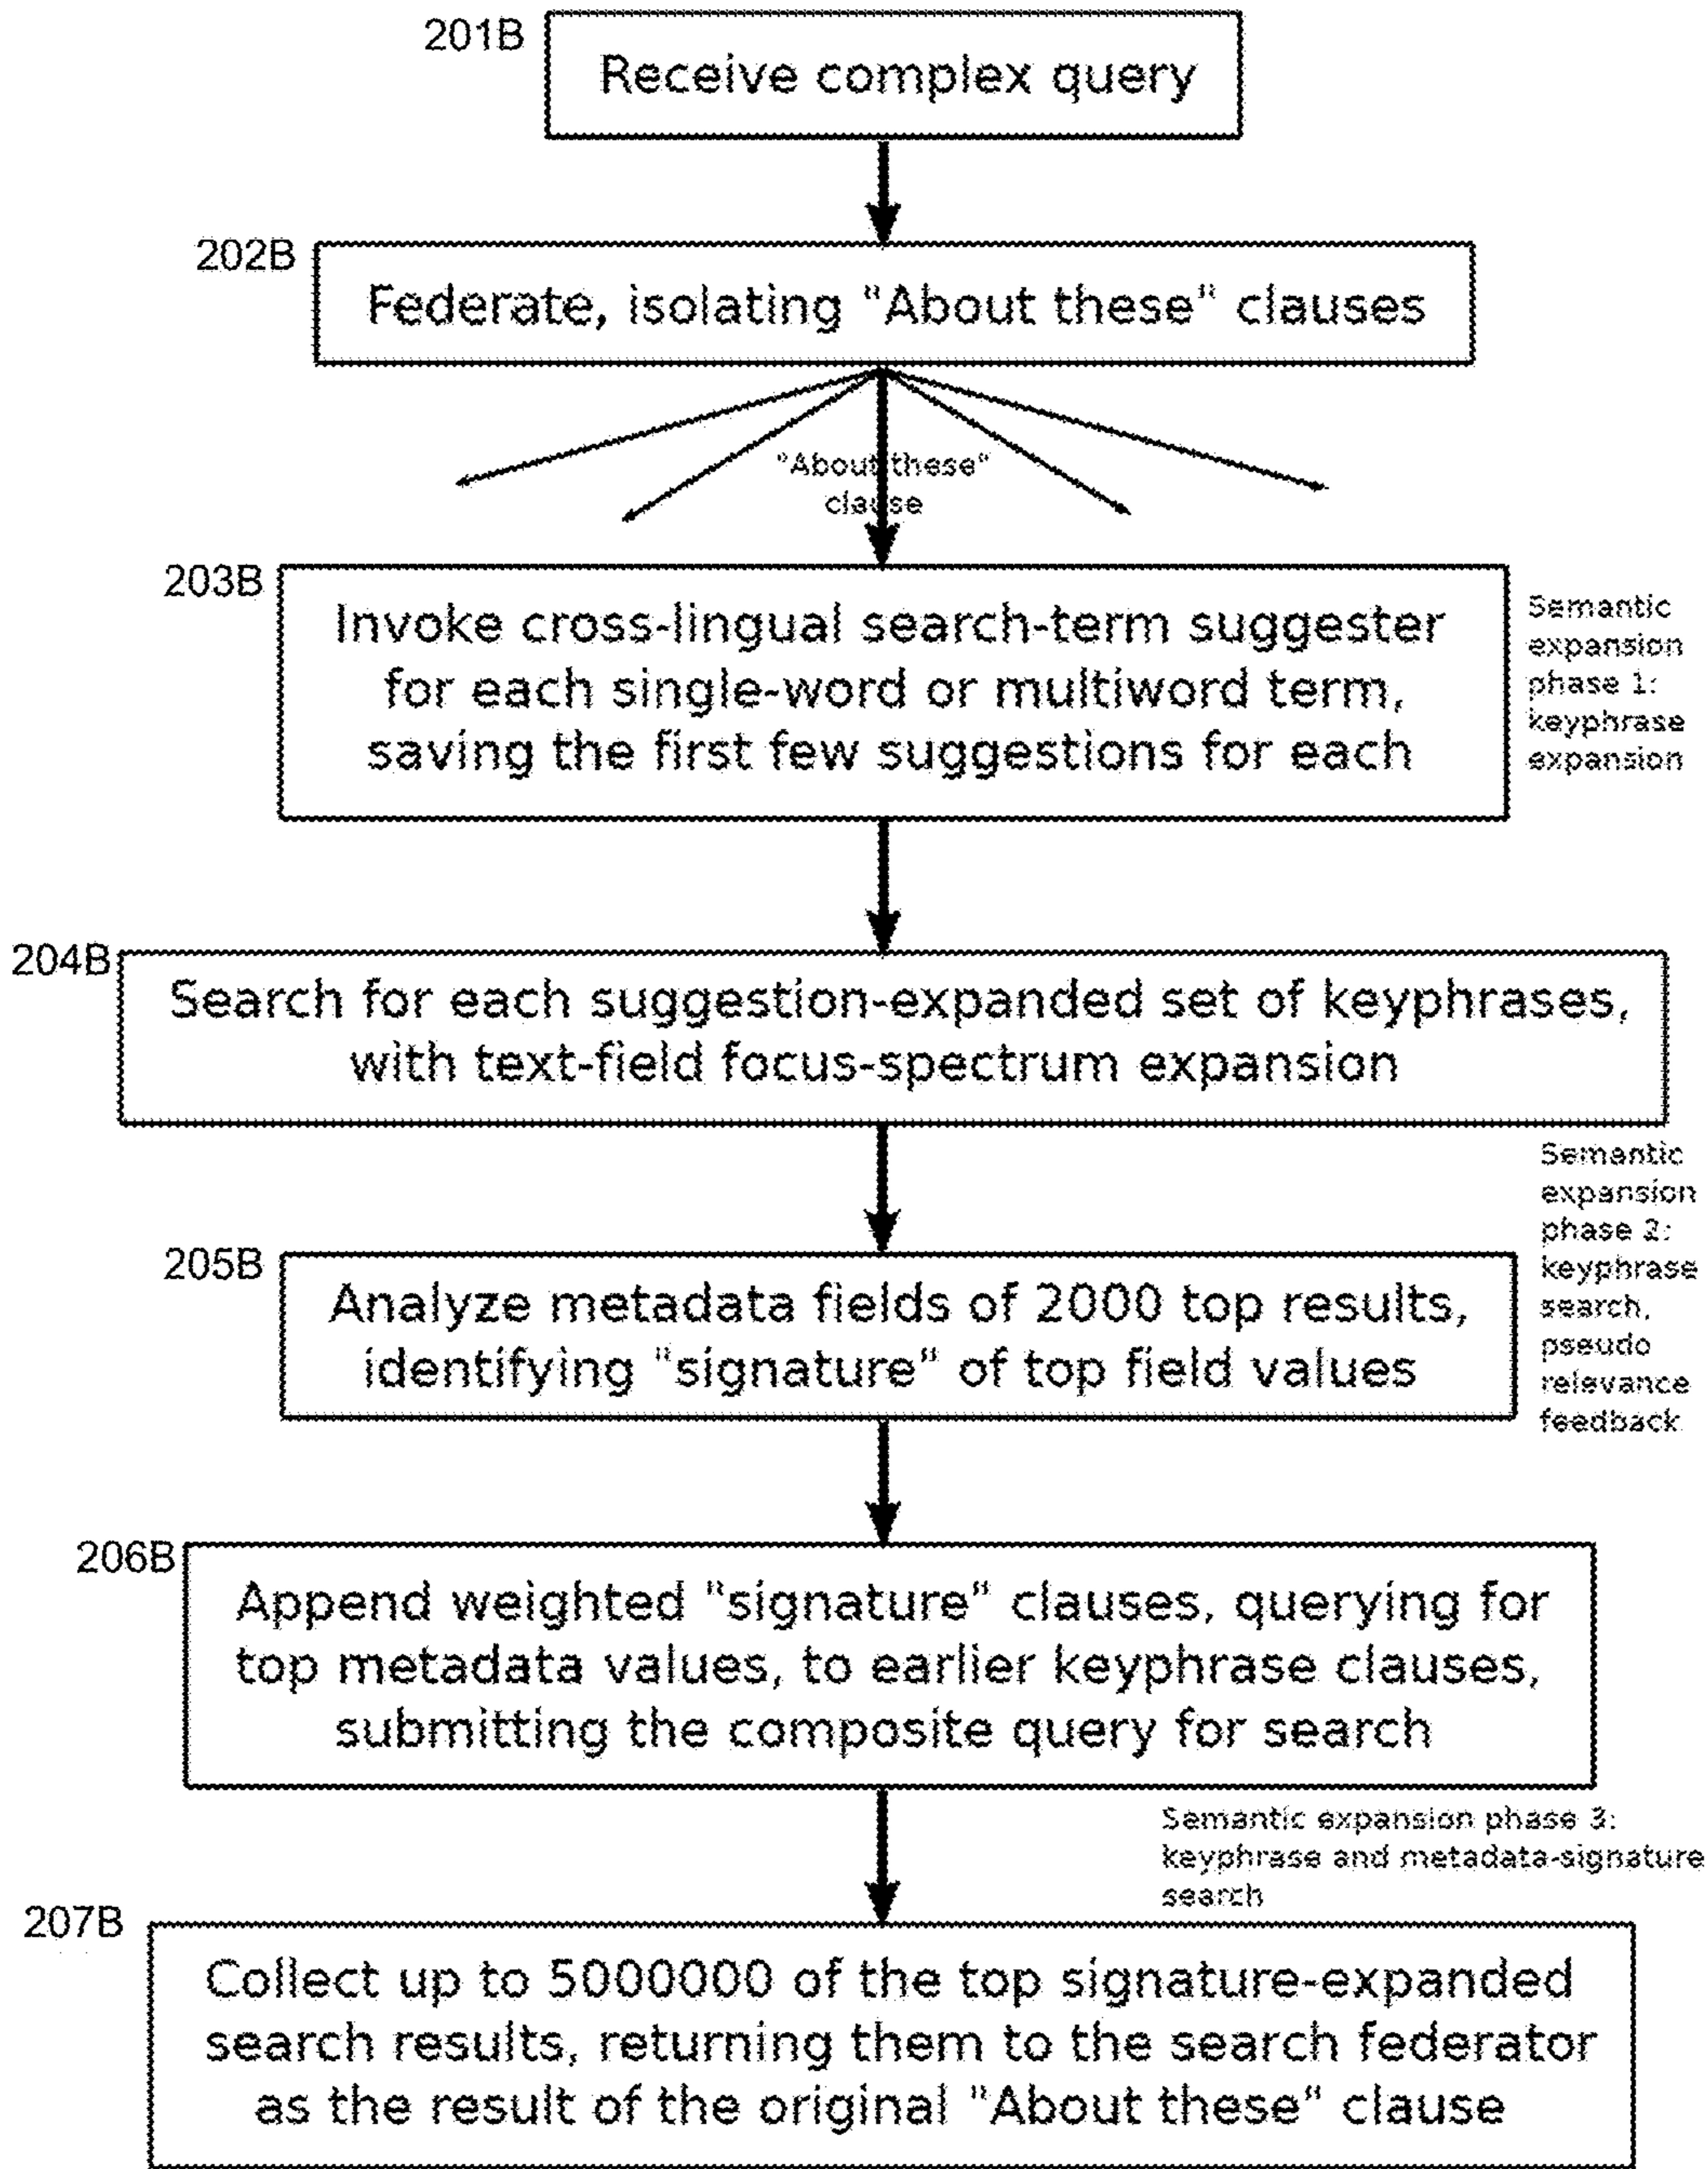 201B
Receive complex query
202B
Federate, isolating "About these" clauses
"About these"
clause
203B
Invoke cross-lingual search-term suggester
for each single-word or multiword term,
saving the first few suggestions for each
Semantic
expansion
phase 1:
keyphrase
expansion
204B
Search for each suggestion-expanded set of keyphrases,
with text-field focus-spectrum expansion
Semantic
expansion
phase 2:
keyphrase
search,
pseudo
relevance
feedback
205B
Analyze metadata fields of 2000 top results,
identifying "signature" of top field values
206B
Append weighted "signature" clauses, querying for
top metadata values, to earlier keyphrase clauses,
submitting the composite query for search
Semantic expansion phase 3:
keyphrase and metadata-signature
search
207B
Collect up to 5000000 of the top signature-expanded
search results, returning them to the search federator
as the result of the original "About these" clause